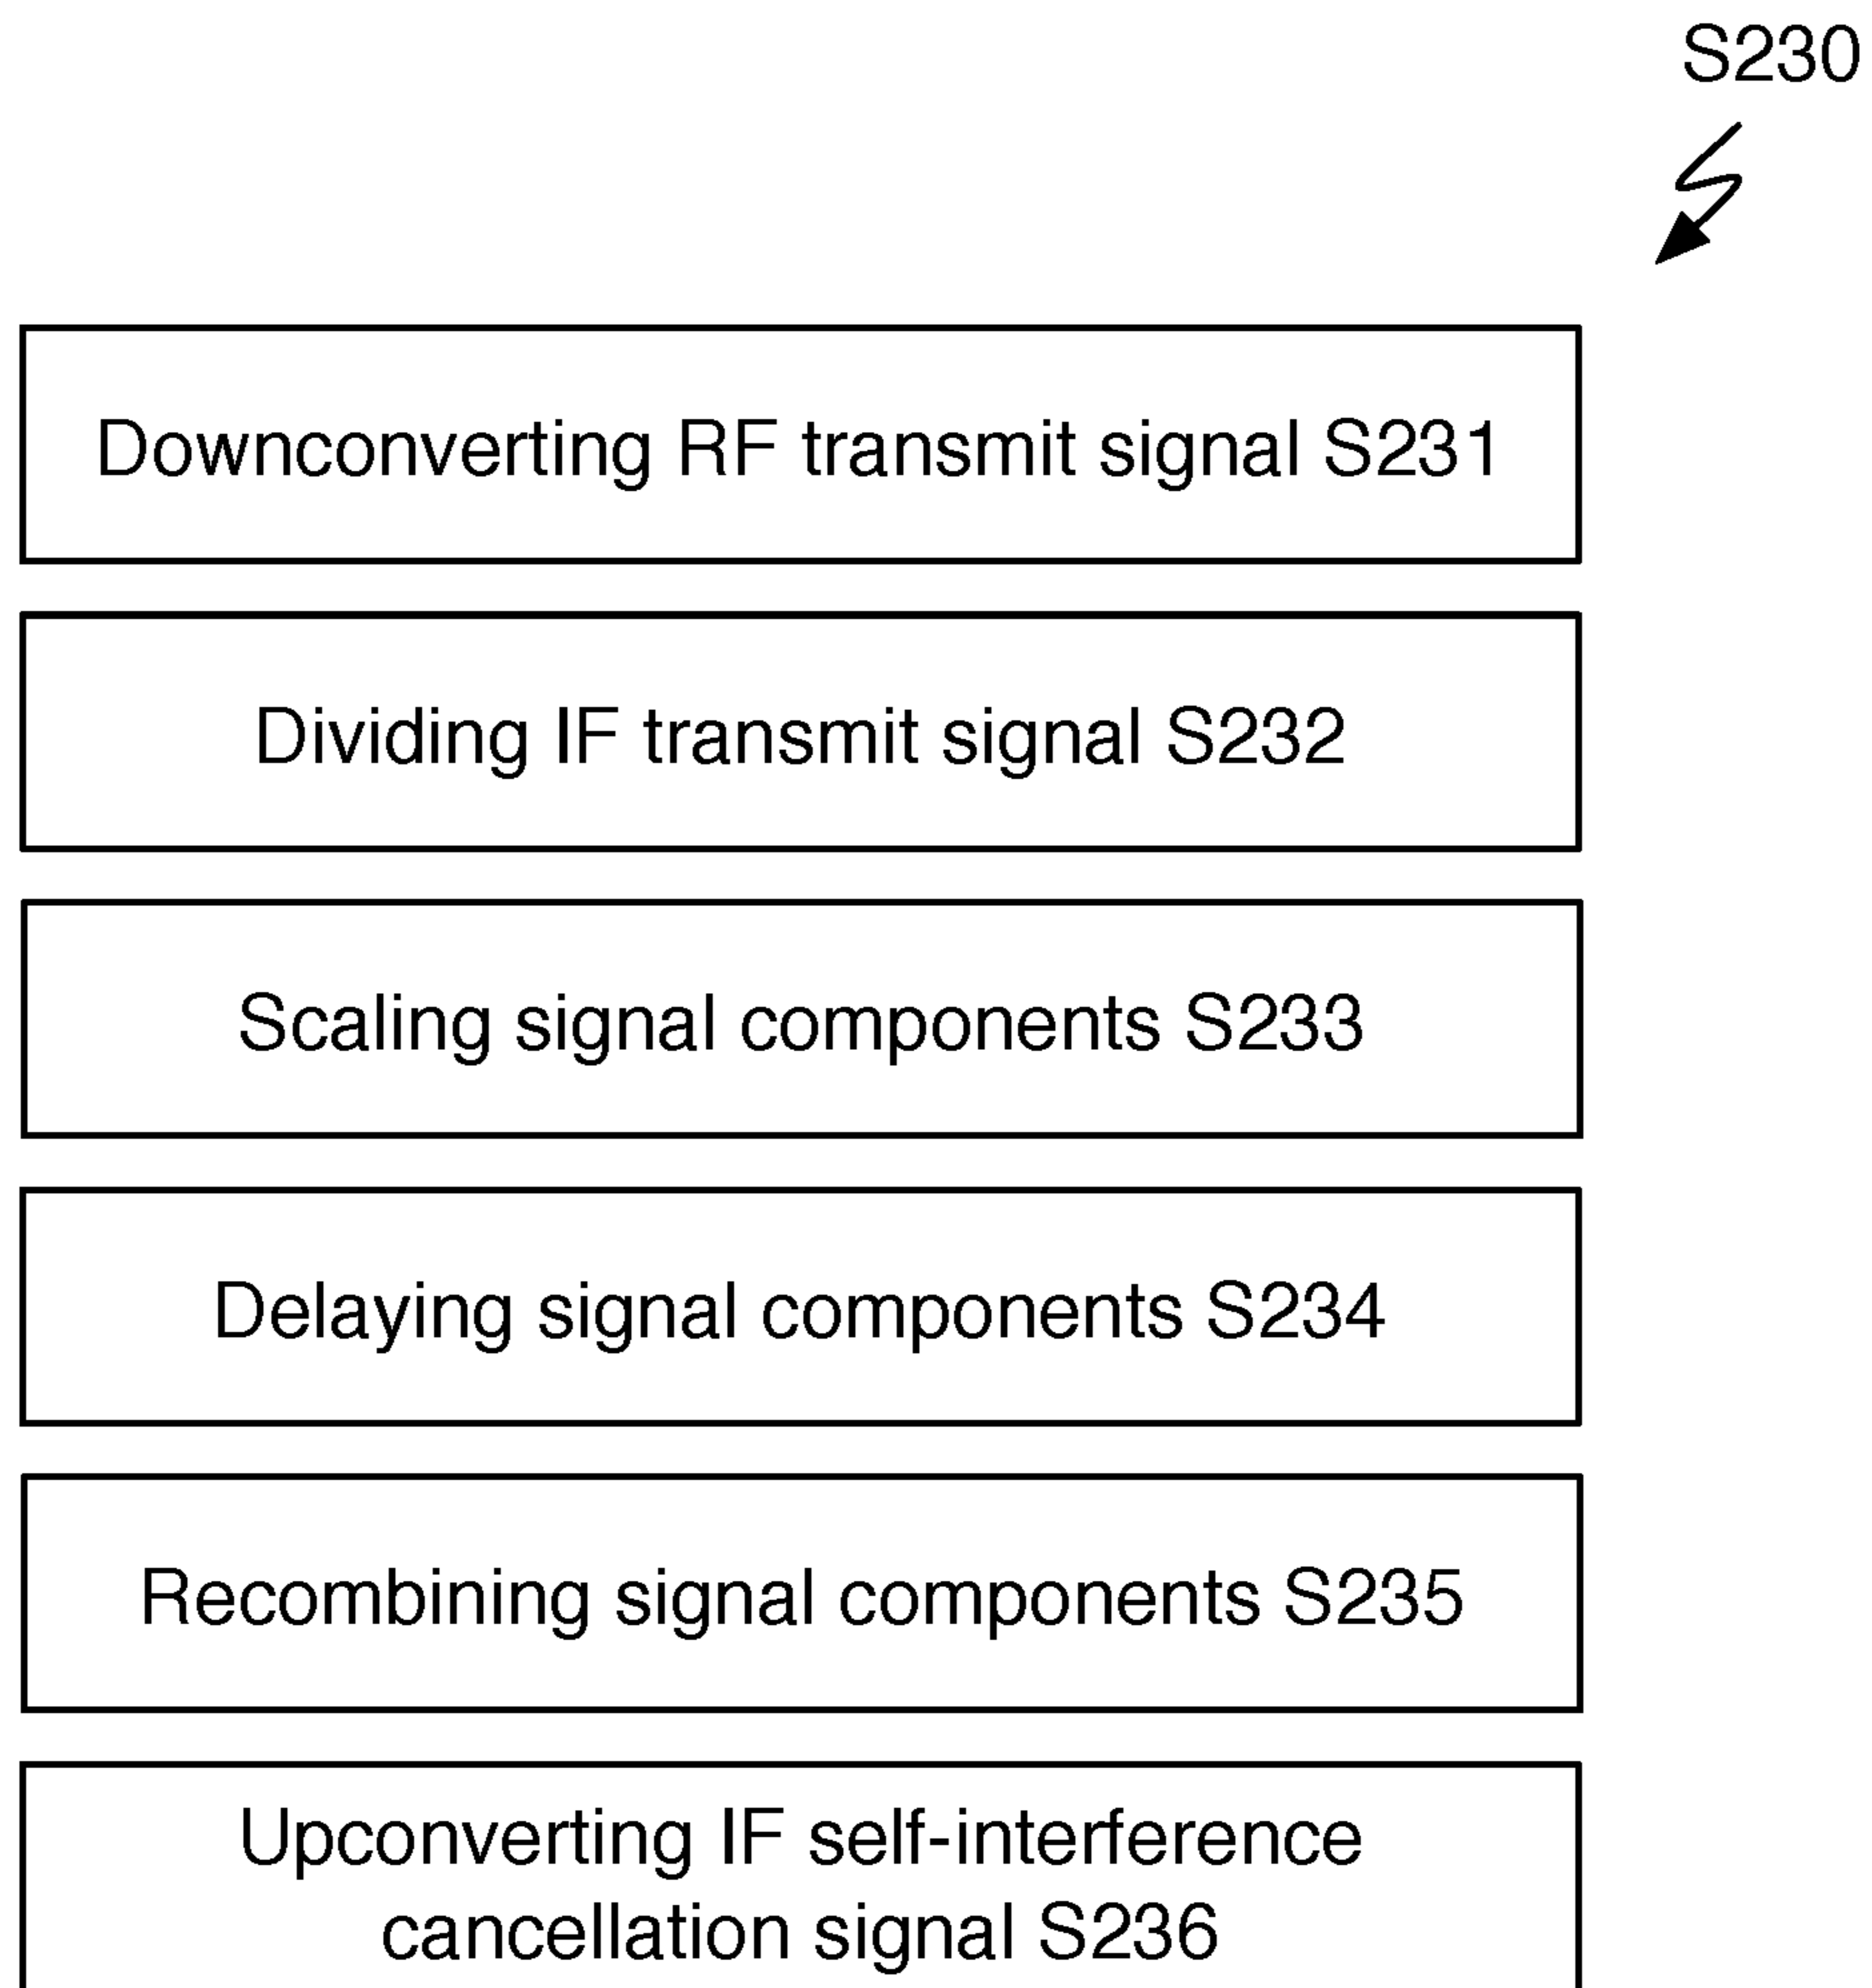 S230
Downconverting RF transmit signal S231
Dividing IF transmit signal S232
Scaling signal components S233
Delaying signal components S234
Recombining signal components S235
Upconverting IF self-interference
cancellation signal S236